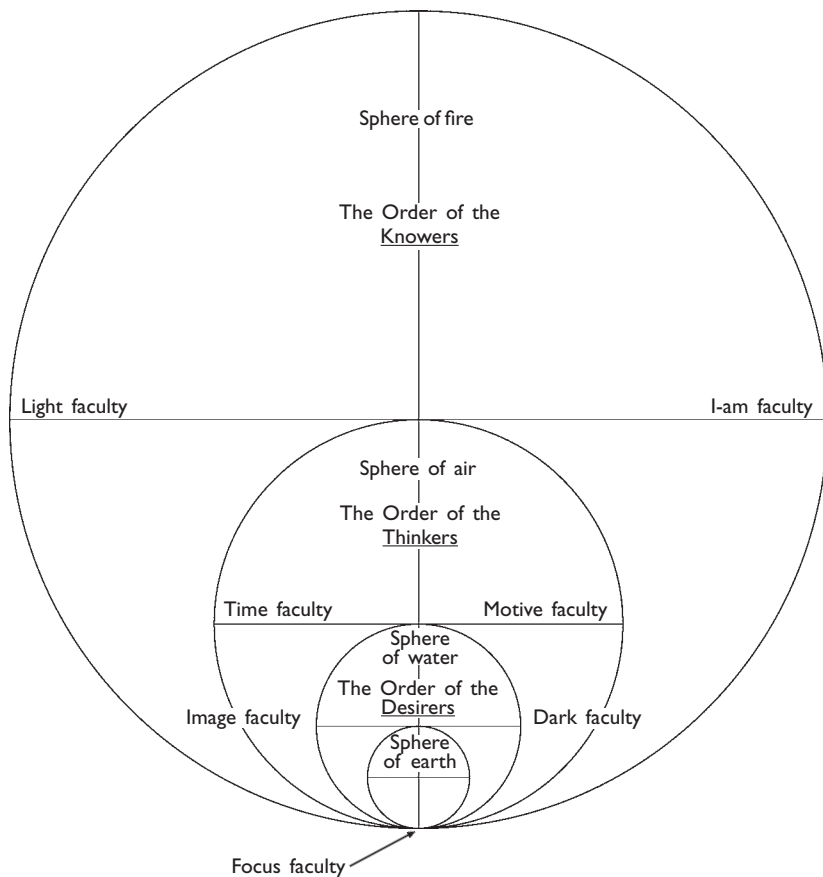 Sphere of fire
The Order of the
Knowers
Light faculty
I-am faculty
Sphere of air
The Order of the
Thinkers
Time faculty
Motive faculty
Sphere
of water
The Order of the
Desirers
Image faculty
Dark faculty
Sphere
of earth
Focus faculty